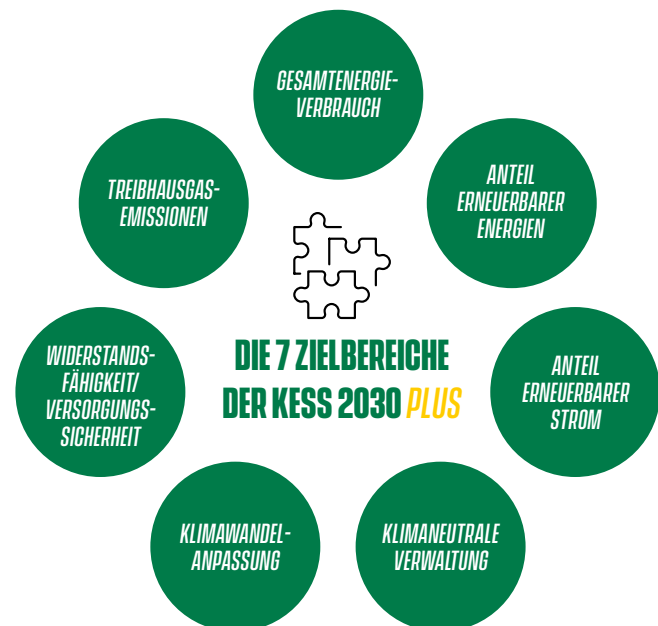 GESAMTENERGIE-
VERBRAUCH
ANTEIL
ERNEUERBARER
ENERGIEN
ANTEIL
ERNEUERBARER
STROM
KLIMANEUTRALE
VERWALTUNG
KLIMAWANDEL-
ANPASSUNG
WIDERSTANDS-
FÄHIGKEIT/
VERSORGUNGS-
SICHERHEIT
TREIBHAUSGAS-
EMISSIONEN
DIE 7 ZIELBEREICHE
DER KESS 2030 PLUS